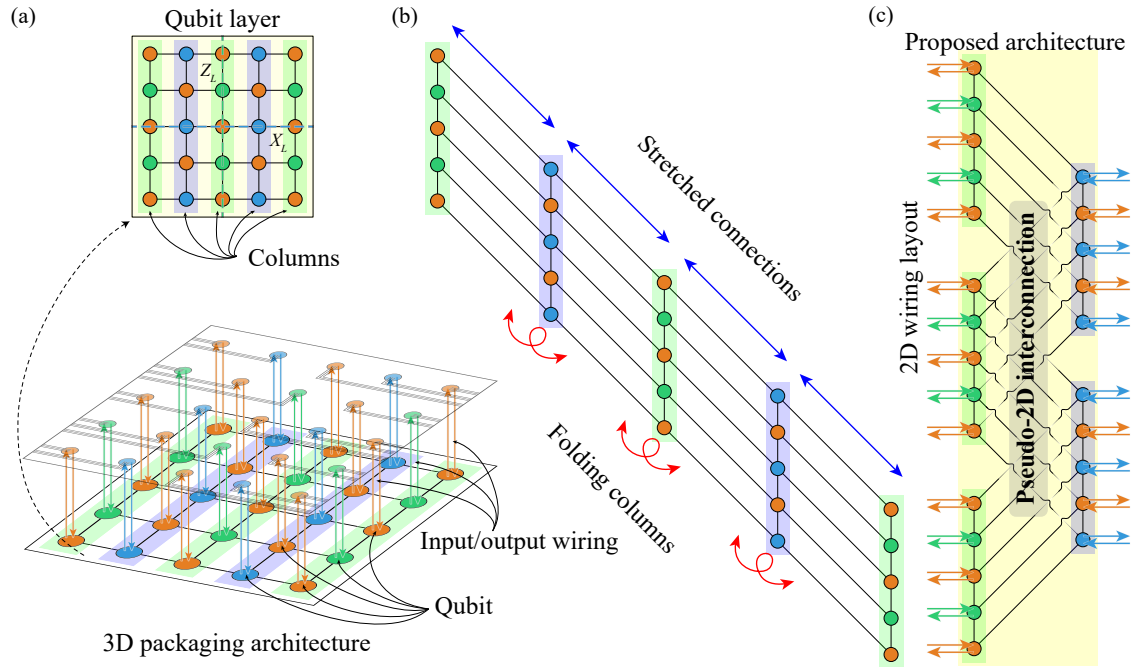 (a)
Qubit layer
Z_L
X_L
Columns
Input/output wiring
Qubit
3D packaging architecture
(b)
Stretched connections
Folding columns
(c)
Proposed architecture
2D wiring layout
Pseudo-2D interconnection